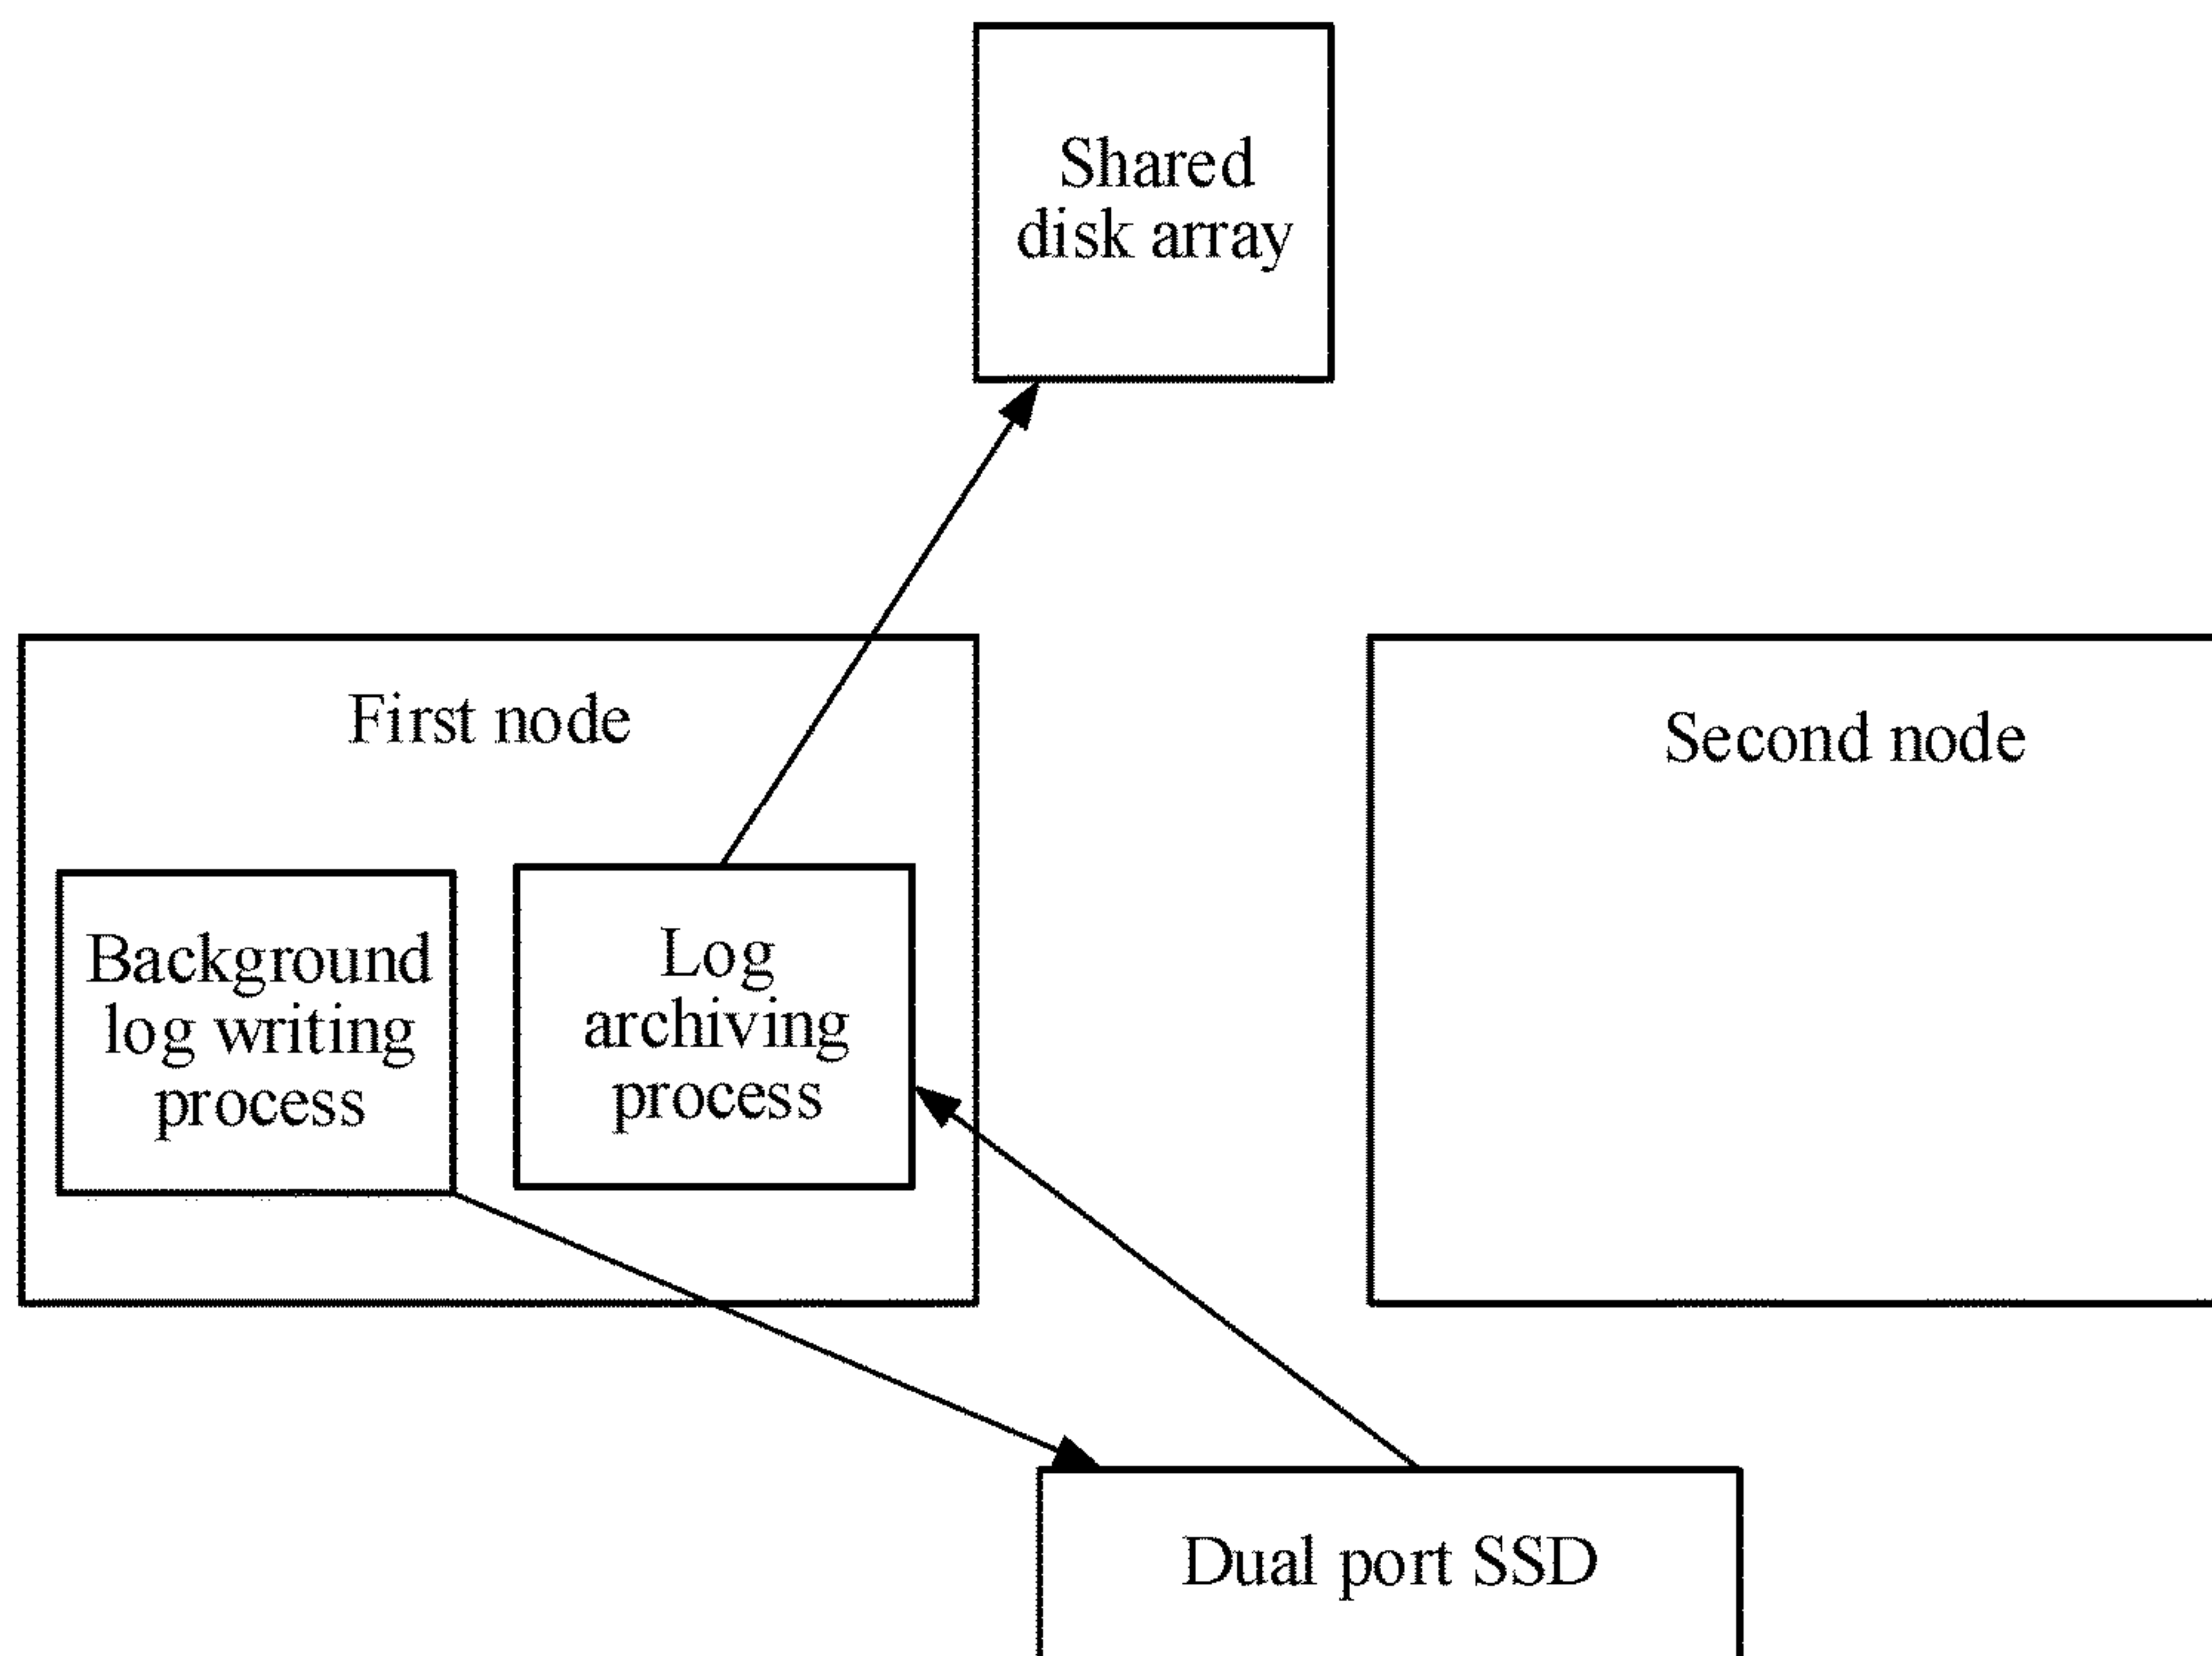 Shared
disk array
First node
Second node
Background
log writing
process
Log
archiving
process
Dual port SSD